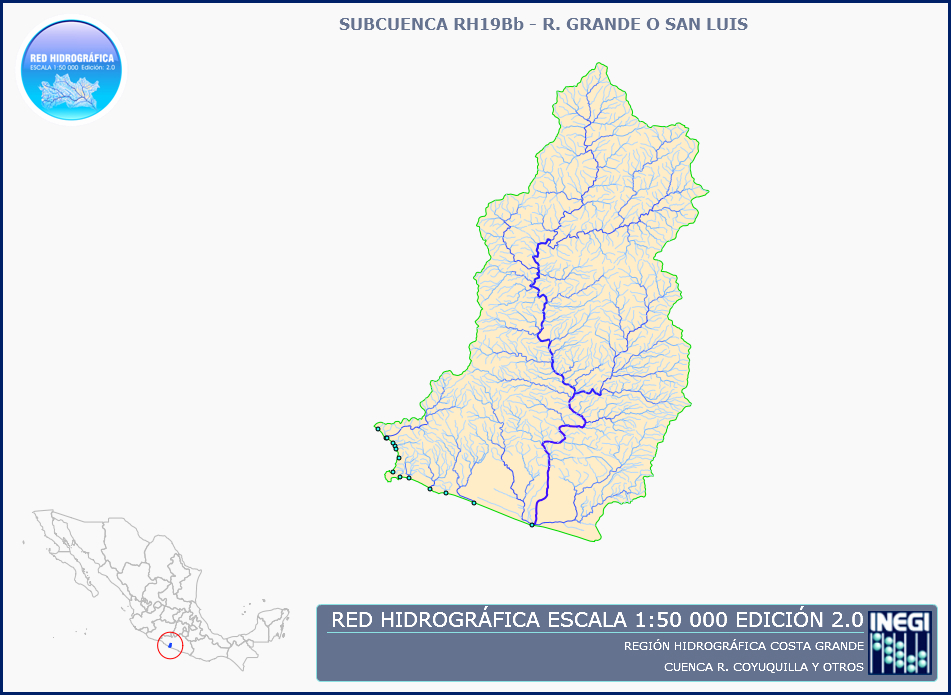 SUBCUENCA RH19Bb - R. GRANDE O SAN LUIS
RED HIDROGRÁFICA
ESCALA 1:50 000 Edición: 2.0
RED HIDROGRÁFICA ESCALA 1:50 000 EDICIÓN 2.0
REGIÓN HIDROGRÁFICA COSTA GRANDE
CUENCA R. COYUQUILLA Y OTROS
INEGI